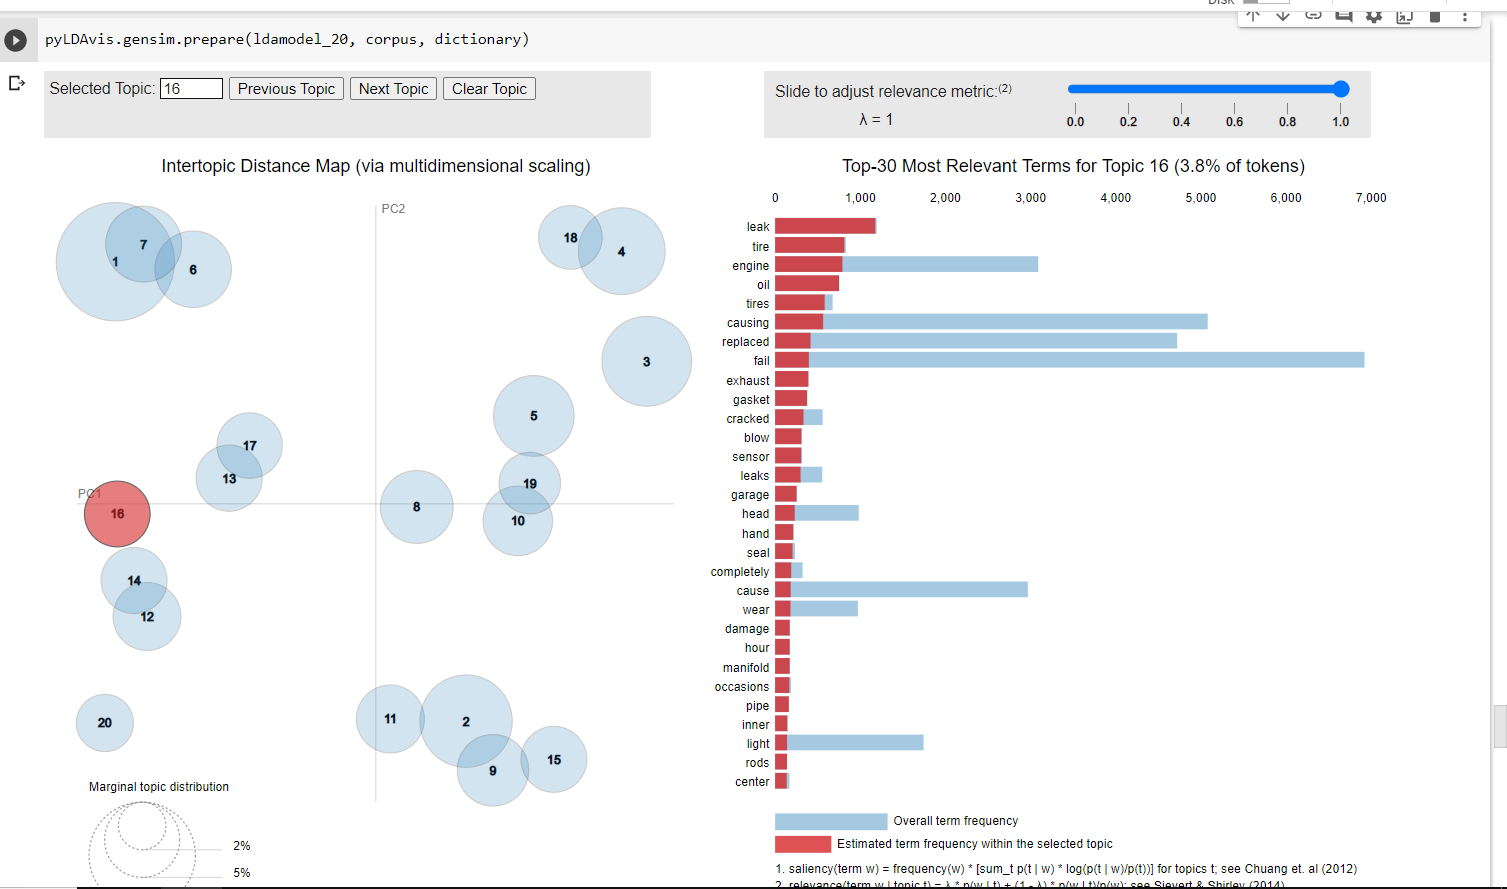 Disk
pyLDAvis.gensim.prepare(ldamodel_20, corpus, dictionary)
Selected Topic: 16 Previous Topic Next Topic Clear Topic
Slide to adjust relevance metric:(2)
λ = 1
0.0 0.2 0.4 0.6 0.8 1.0
Intertopic Distance Map (via multidimensional scaling)
PC2
PC1
1
7
6
18
4
3
5
17
13
19
8
10
16
14
12
20
11
2
9
15
Marginal topic distribution
2%
5%
Top-30 Most Relevant Terms for Topic 16 (3.8% of tokens)
0 1,000 2,000 3,000 4,000 5,000 6,000 7,000
leak
tire
engine
oil
tires
causing
replaced
fail
exhaust
gasket
cracked
blow
sensor
leaks
garage
head
hand
seal
completely
cause
wear
damage
hour
manifold
occasions
pipe
inner
light
rods
center
Overall term frequency
Estimated term frequency within the selected topic
1. saliency(term w) = frequency(w) * [sum_t p(t | w) * log(p(t | w)/p(t))] for topics t; see Chuang et. al (2012)
2. relevance(term w | topic t) = λ * p(w | t) + (1 - λ) * p(w | t)/p(w); see Sievert & Shirley (2014)